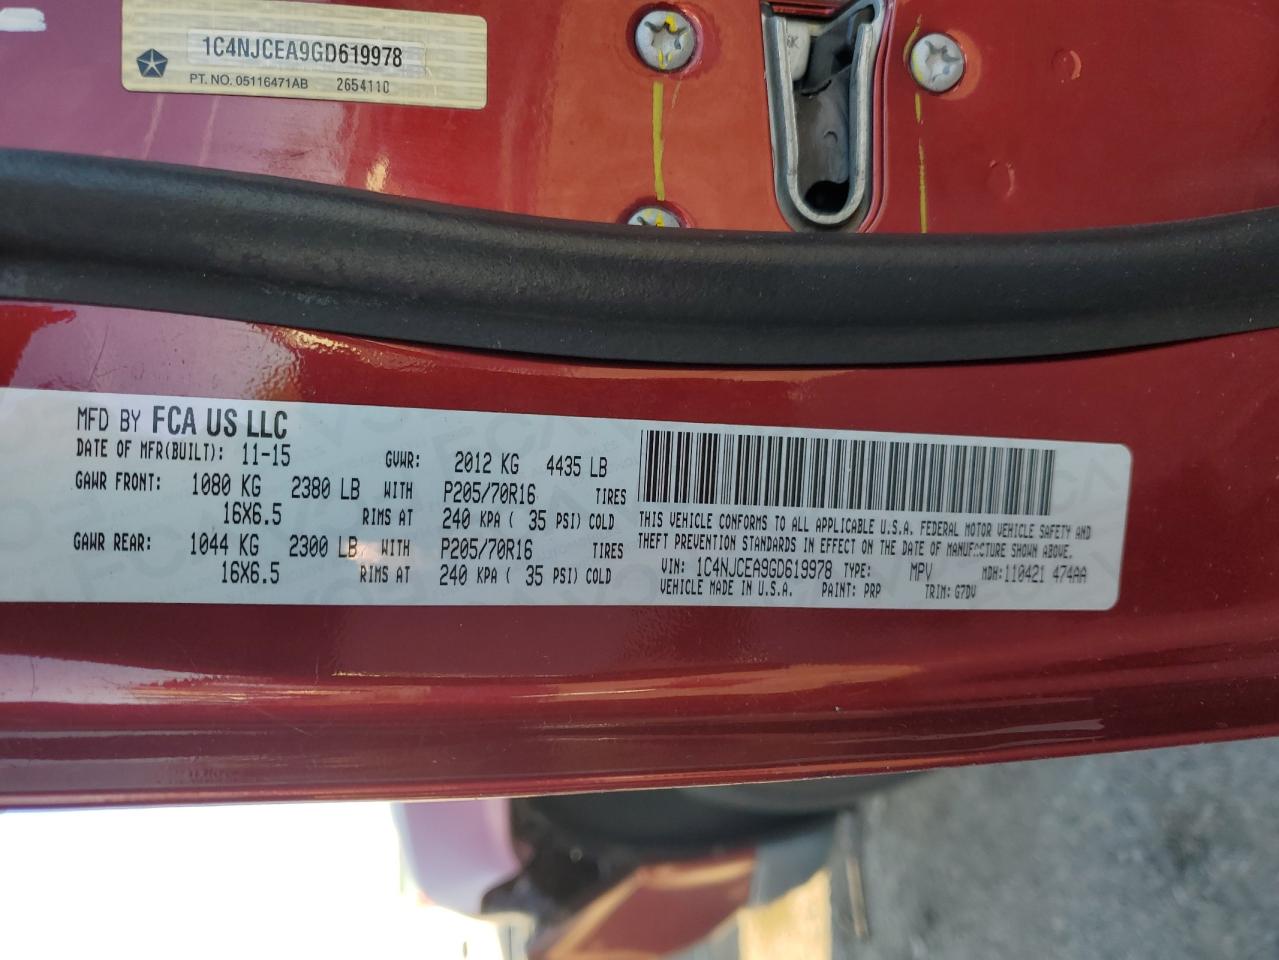 1C4NJCEA9GD619978
PT. NO. 05116471AB 2654110
MFD BY FCA US LLC
DATE OF MFR(BUILT): 11-15 GVWR: 2012 KG 4435 LB
GAWR FRONT: 1080 KG 2380 LB WITH P205/70R16 TIRES
16X6.5 RIMS AT 240 KPA ( 35 PSI) COLD
GAWR REAR: 1044 KG 2300 LB WITH P205/70R16 TIRES
16X6.5 RIMS AT 240 KPA ( 35 PSI) COLD
THIS VEHICLE CONFORMS TO ALL APPLICABLE U.S.A. FEDERAL MOTOR VEHICLE SAFETY AND
THEFT PREVENTION STANDARDS IN EFFECT ON THE DATE OF MANUFACTURE SHOWN ABOVE.
VIN: 1C4NJCEA9GD619978 TYPE: MPV MDH: 110421 474AA
VEHICLE MADE IN U.S.A. PAINT: PRP TRIM: G7DV